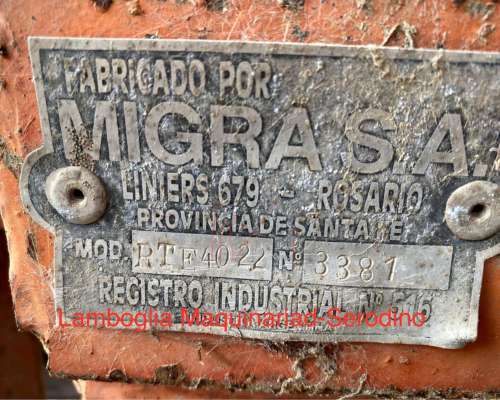 FABRICADO POR
MIGRA S.A.
LINIERS 679 - ROSARIO
PROVINCIA DE SANTA FE
MOD. RTF4022 Nº 3381
REGISTRO INDUSTRIAL Nº 616
Lamboglia Maquinariad-Serodino